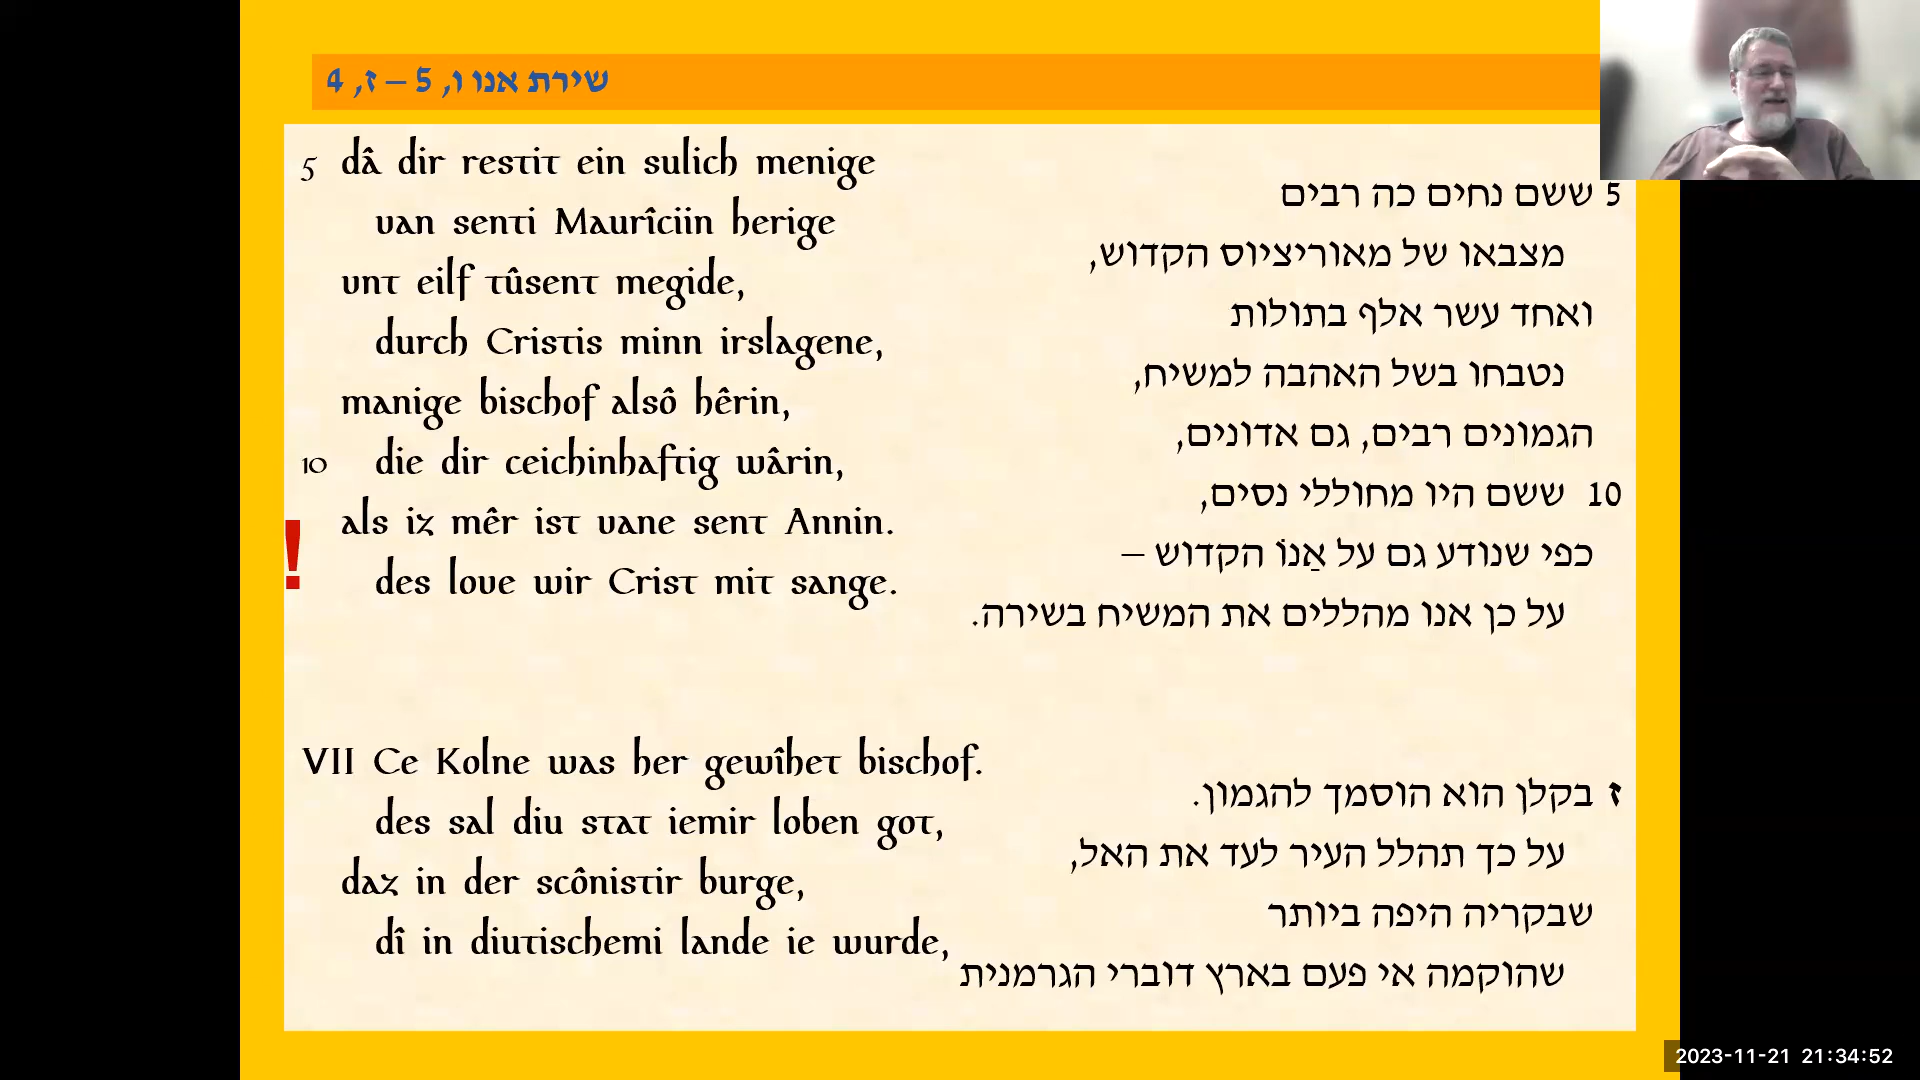 שירת אנו ו, 5 – ז, 4
5 dâ dir restit ein sulich menige
van senti Maurîciin herige
unt eilf tûsent megide,
durch Cristis minn irslagene,
manige bischof alsô hêrin,
10 die dir ceichinhaftig wârin,
als iz mêr ist vane sent Annin.
! des love wir Crist mit sange.
VII Ce Kolne was her gewîhet bischof.
des sal diu stat iemir loben got,
daz in der scônistir burge,
dî in diutischemi lande ie wurde,
5 ששם נחים כה רבים
מצבאו של מאוריציוס הקדוש,
ואחד עשר אלף בתולות
נטבחו בשל האהבה למשיח,
הגמונים רבים, גם אדונים,
10 ששם היו מחוללי נסים,
כפי שנודע גם על אַנוֹ הקדוש –
על כן אנו מהללים את המשיח בשירה.
ז בקלן הוא הוסמך להגמון.
על כך תהלל העיר לעד את האל,
שבקריה היפה ביותר
שהוקמה אי פעם בארץ דוברי הגרמנית
2023-11-21 21:34:52